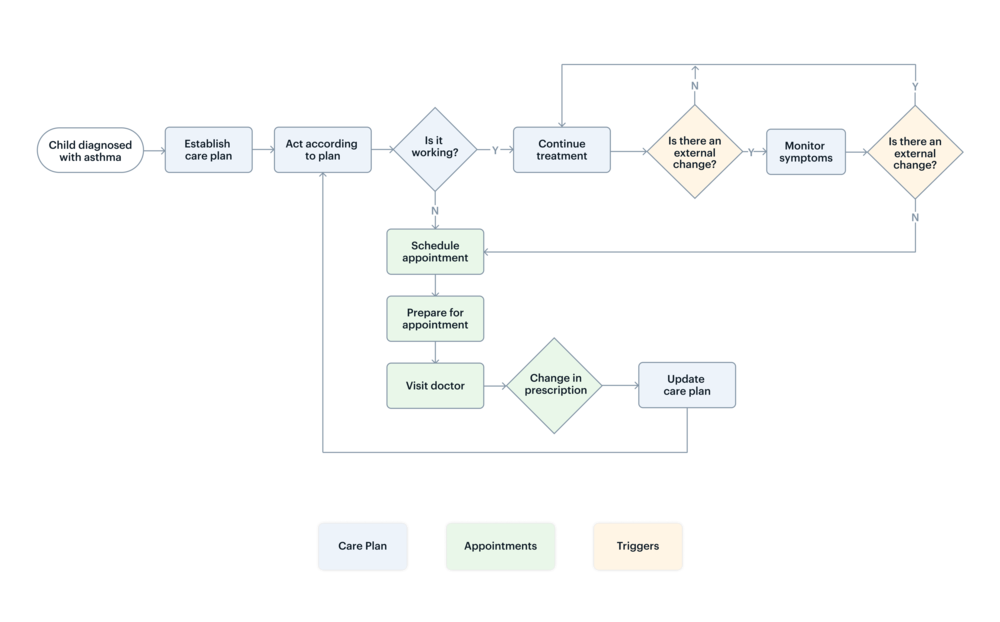 Child diagnosed
with asthma
Establish
care plan
Act according
to plan
Is it
working?
Y
Continue
treatment
N
Is there an
external
change?
Y
Monitor
symptoms
Y
Is there an
external
change?
N
N
Schedule
appointment
Prepare for
appointment
Visit doctor
Change in
prescription
Update
care plan
Care Plan
Appointments
Triggers